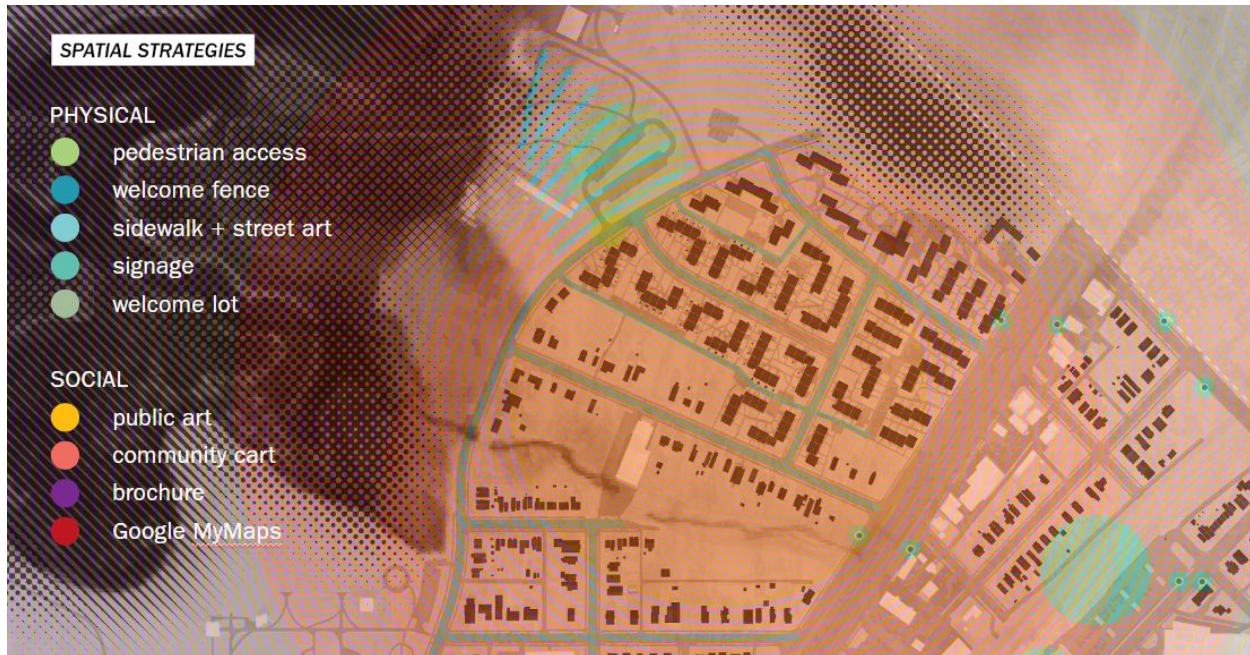 SPATIAL STRATEGIES
PHYSICAL
pedestrian access
welcome fence
sidewalk + street art
signage
welcome lot
SOCIAL
public art
community cart
brochure
Google MyMaps